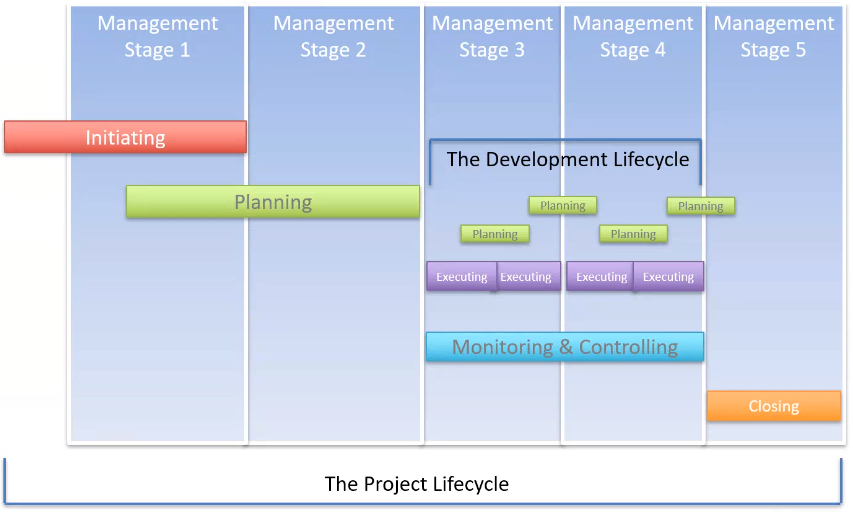 Management
Stage 1
Management
Stage 2
Management
Stage 3
Management
Stage 4
Management
Stage 5
Initiating
The Development Lifecycle
Planning
Planning
Planning
Planning
Planning
Executing
Executing
Executing
Executing
Monitoring & Controlling
Closing
The Project Lifecycle